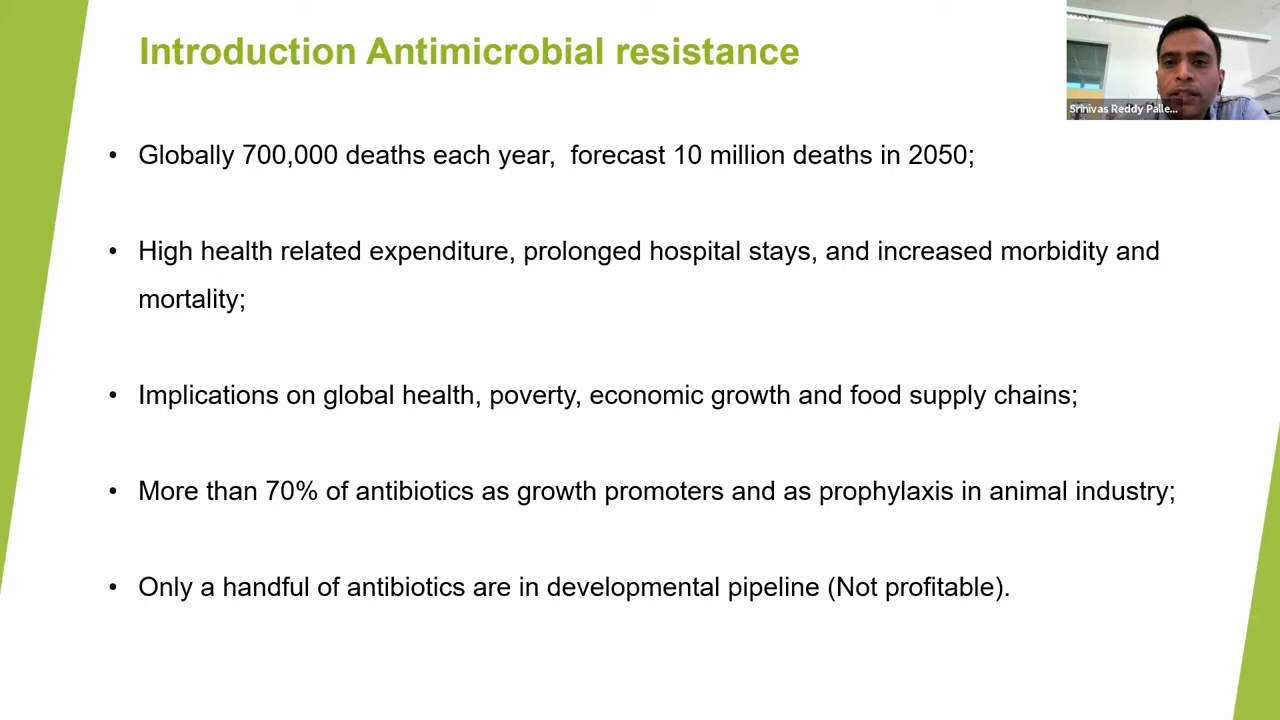 Introduction Antimicrobial resistance
Srinivas Reddy Palle...
• Globally 700,000 deaths each year,  forecast 10 million deaths in 2050;
• High health related expenditure, prolonged hospital stays, and increased morbidity and
mortality;
• Implications on global health, poverty, economic growth and food supply chains;
• More than 70% of antibiotics as growth promoters and as prophylaxis in animal industry;
• Only a handful of antibiotics are in developmental pipeline (Not profitable).